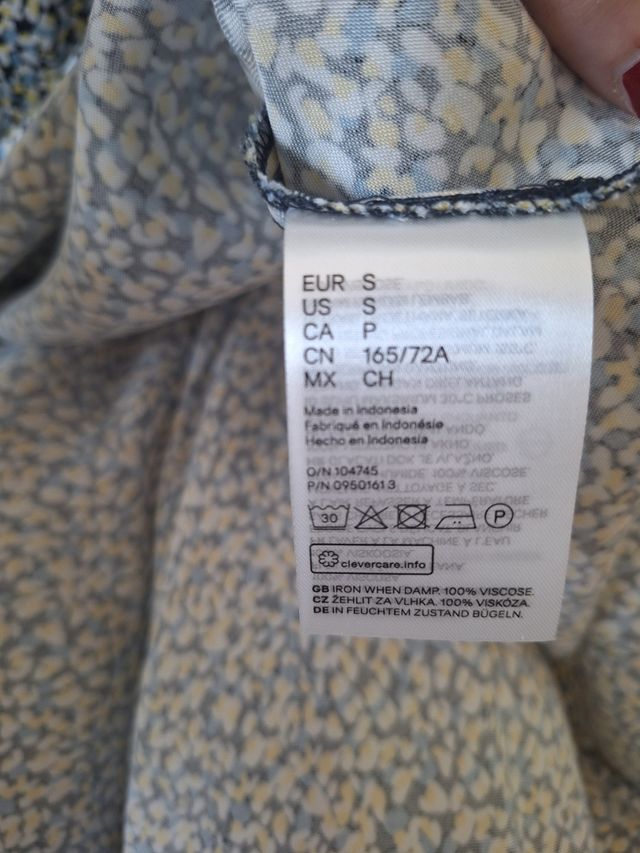 EUR S
US S
CA P
CN 165/72A
MX CH
Made in Indonesia
Fabriqué en Indonésie
Hecho en Indonesia
O/N 104745
P/N 0950161 3
30
P
clevercare.info
GB IRON WHEN DAMP. 100% VISCOSE.
CZ ŽEHLIT ZA VLHKA. 100% VISKÓZA.
DE IN FEUCHTEM ZUSTAND BÜGELN.